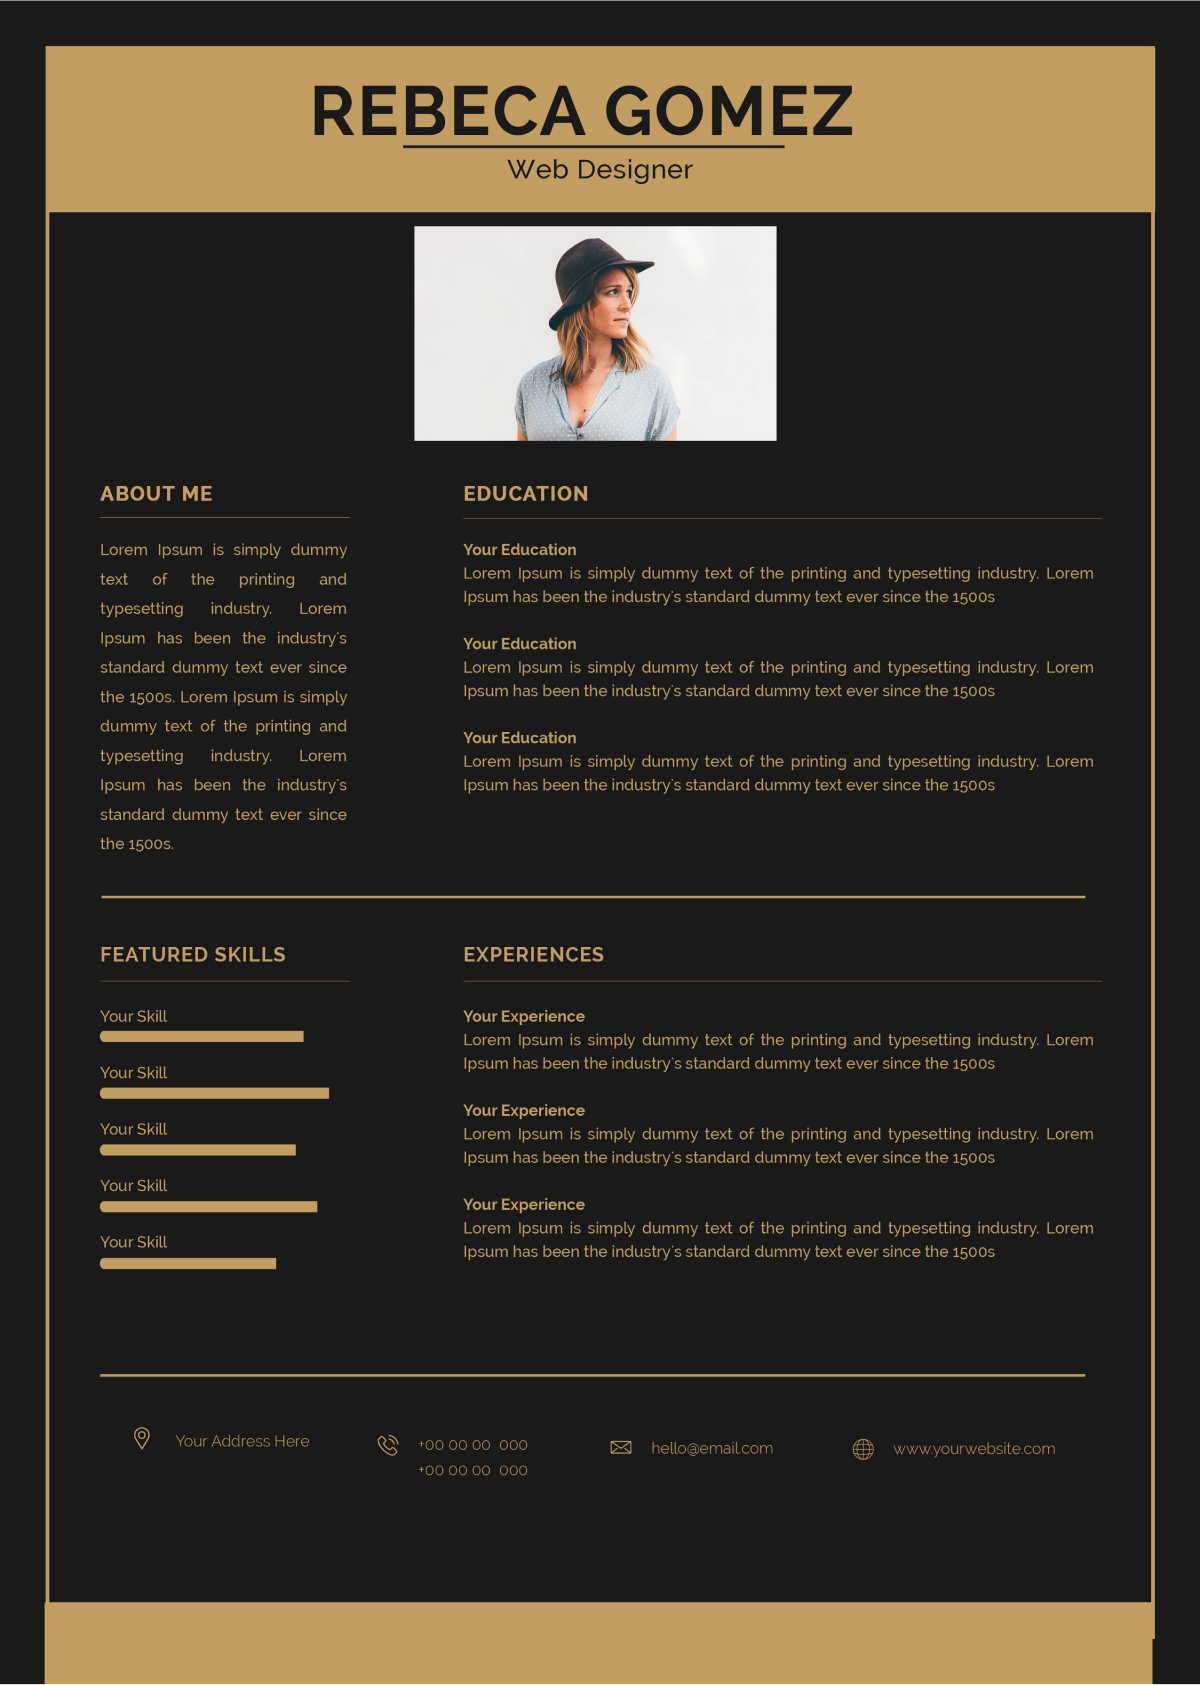 REBECA GOMEZ
Web Designer
ABOUT ME
Lorem Ipsum is simply dummy
text of the printing and
typesetting industry. Lorem
Ipsum has been the industry's
standard dummy text ever since
the 1500s. Lorem Ipsum is simply
dummy text of the printing and
typesetting industry. Lorem
Ipsum has been the industry's
standard dummy text ever since
the 1500s.
EDUCATION
Your Education
Lorem Ipsum is simply dummy text of the printing and typesetting industry. Lorem
Ipsum has been the industry's standard dummy text ever since the 1500s
Your Education
Lorem Ipsum is simply dummy text of the printing and typesetting industry. Lorem
Ipsum has been the industry's standard dummy text ever since the 1500s
Your Education
Lorem Ipsum is simply dummy text of the printing and typesetting industry. Lorem
Ipsum has been the industry's standard dummy text ever since the 1500s
FEATURED SKILLS
Your Skill
Your Skill
Your Skill
Your Skill
Your Skill
EXPERIENCES
Your Experience
Lorem Ipsum is simply dummy text of the printing and typesetting industry. Lorem
Ipsum has been the industry's standard dummy text ever since the 1500s
Your Experience
Lorem Ipsum is simply dummy text of the printing and typesetting industry. Lorem
Ipsum has been the industry's standard dummy text ever since the 1500s
Your Experience
Lorem Ipsum is simply dummy text of the printing and typesetting industry. Lorem
Ipsum has been the industry's standard dummy text ever since the 1500s
Your Address Here
+00 00 00 000
+00 00 00 000
hello@email.com
www.yourwebsite.com